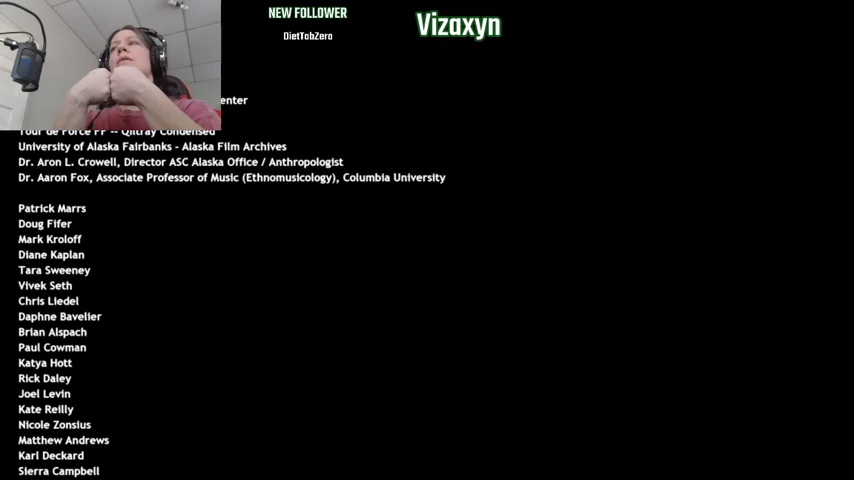 NEW FOLLOWER
DietTabZero
Vizaxyn
enter
Tour de Force PF -- Qiltray Condensed
University of Alaska Fairbanks - Alaska Film Archives
Dr. Aron L. Crowell, Director ASC Alaska Office / Anthropologist
Dr. Aaron Fox, Associate Professor of Music (Ethnomusicology), Columbia University
Patrick Marrs
Doug Fifer
Mark Kroloff
Diane Kaplan
Tara Sweeney
Vivek Seth
Chris Liedel
Daphne Bavelier
Brian Alspach
Paul Cowman
Katya Hott
Rick Daley
Joel Levin
Kate Reilly
Nicole Zonsius
Matthew Andrews
Karl Deckard
Sierra Campbell